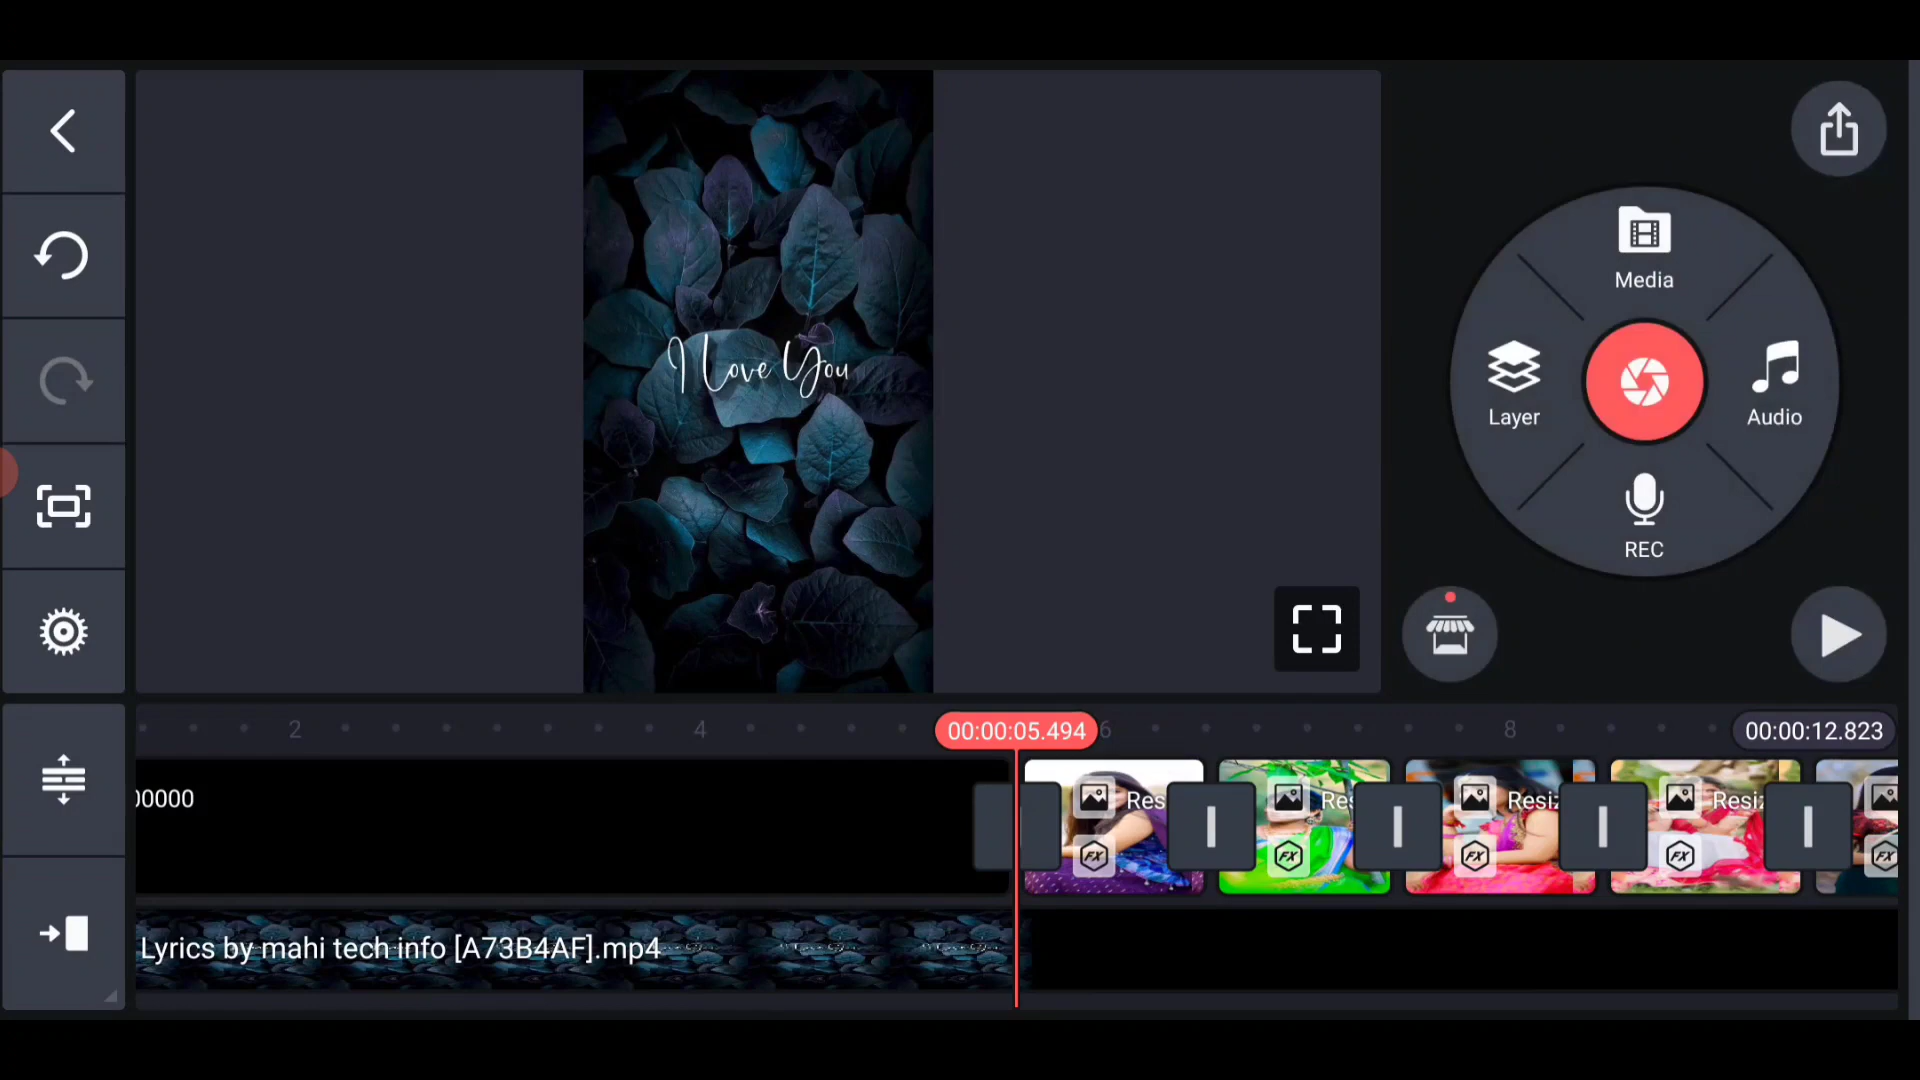 Media
I Love You
Layer
Audio
REC
2
4
00:00:05.494
6
8
00:00:12.823
00000
Res
Res
Resiz
Resiz
Lyrics by mahi tech info [A73B4AF].mp4